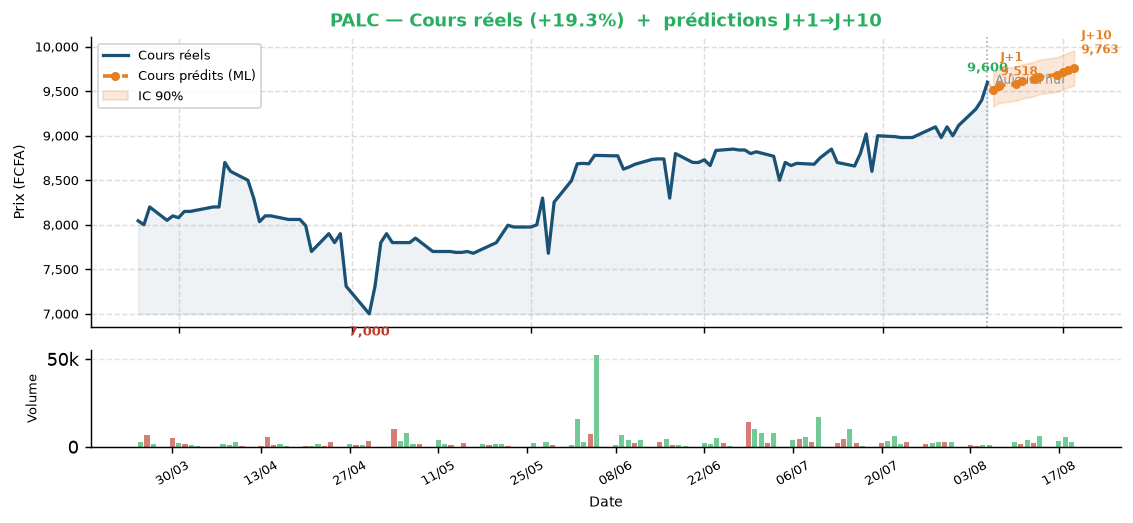 PALC — Cours réels (+19.3%)  +  prédictions J+1→J+10
Prix (FCFA)
10,000
9,500
9,000
8,500
8,000
7,500
7,000
Cours réels
Cours prédits (ML)
IC 90%
9,600
J+1
9,518
Aujourd'hui
J+10
9,763
7,000
Volume
50k
0
30/03
13/04
27/04
11/05
25/05
08/06
22/06
06/07
20/07
03/08
17/08
Date